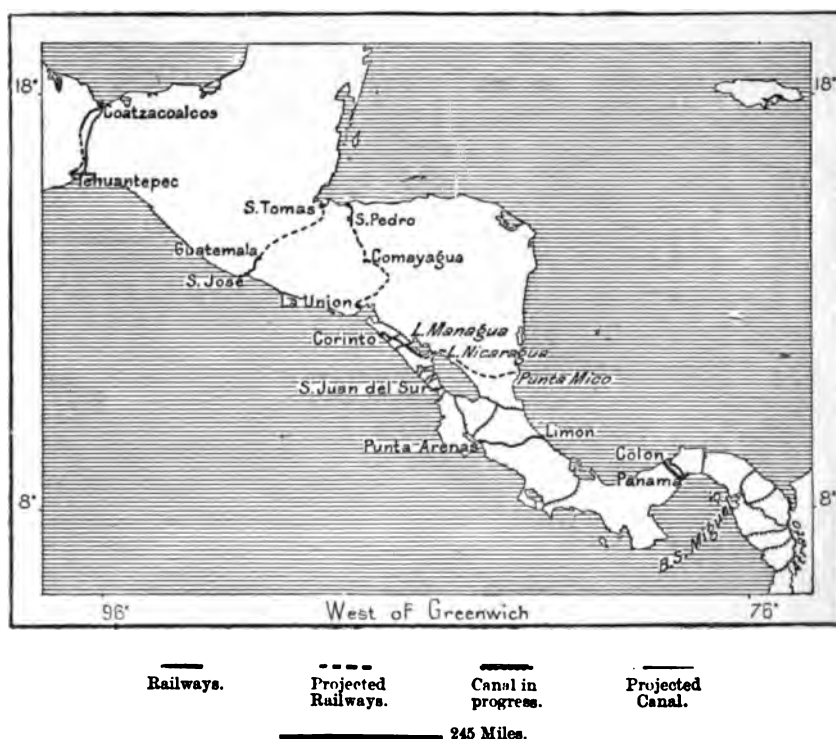 18°
18°
Coatzacoalcos
Tehuantepec
S. Tomas
S. Pedro
Guatemala
Comayagua
S. José
La Union
L. Managua
Corinto
L. Nicaragua
Punta Mico
S. Juan del Sur
Limon
Punta Arenas
Colon
Panama
8°
8°
B. S. Miguel
Atrato
96°
West of Greenwich
76°
Railways.
Projected
Railways.
Canal in
progress.
Projected
Canal.
245 Miles.